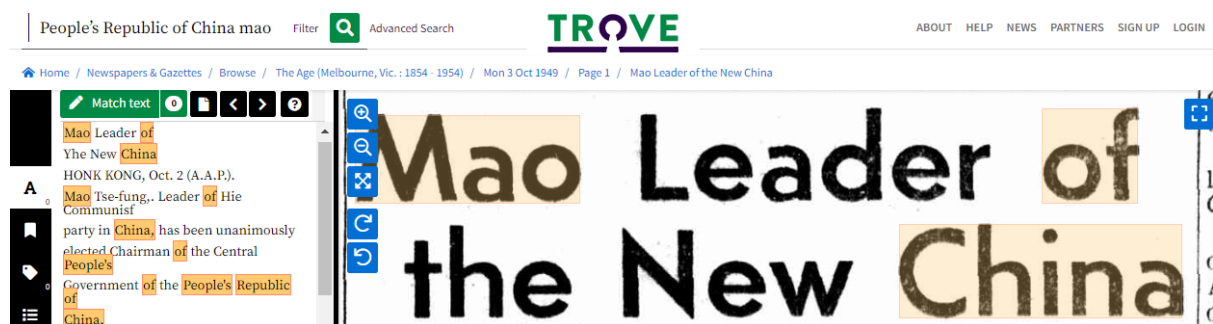 People's Republic of China mao Filter Advanced Search TROVE ABOUT HELP NEWS PARTNERS SIGN UP LOGIN
Home / Newspapers & Gazettes / Browse / The Age (Melbourne, Vic. : 1854 - 1954) / Mon 3 Oct 1949 / Page 1 / Mao Leader of the New China
Match text 0
Mao Leader of
Yhe New China
HONK KONG, Oct. 2 (A.A.P.).
Mao Tse-fung,. Leader of Hie
Communisf
party in China, has been unanimously
elected Chairman of the Central
People's
Government of the People's Republic
of
China.
A 0
0
Mao Leader of
the New China